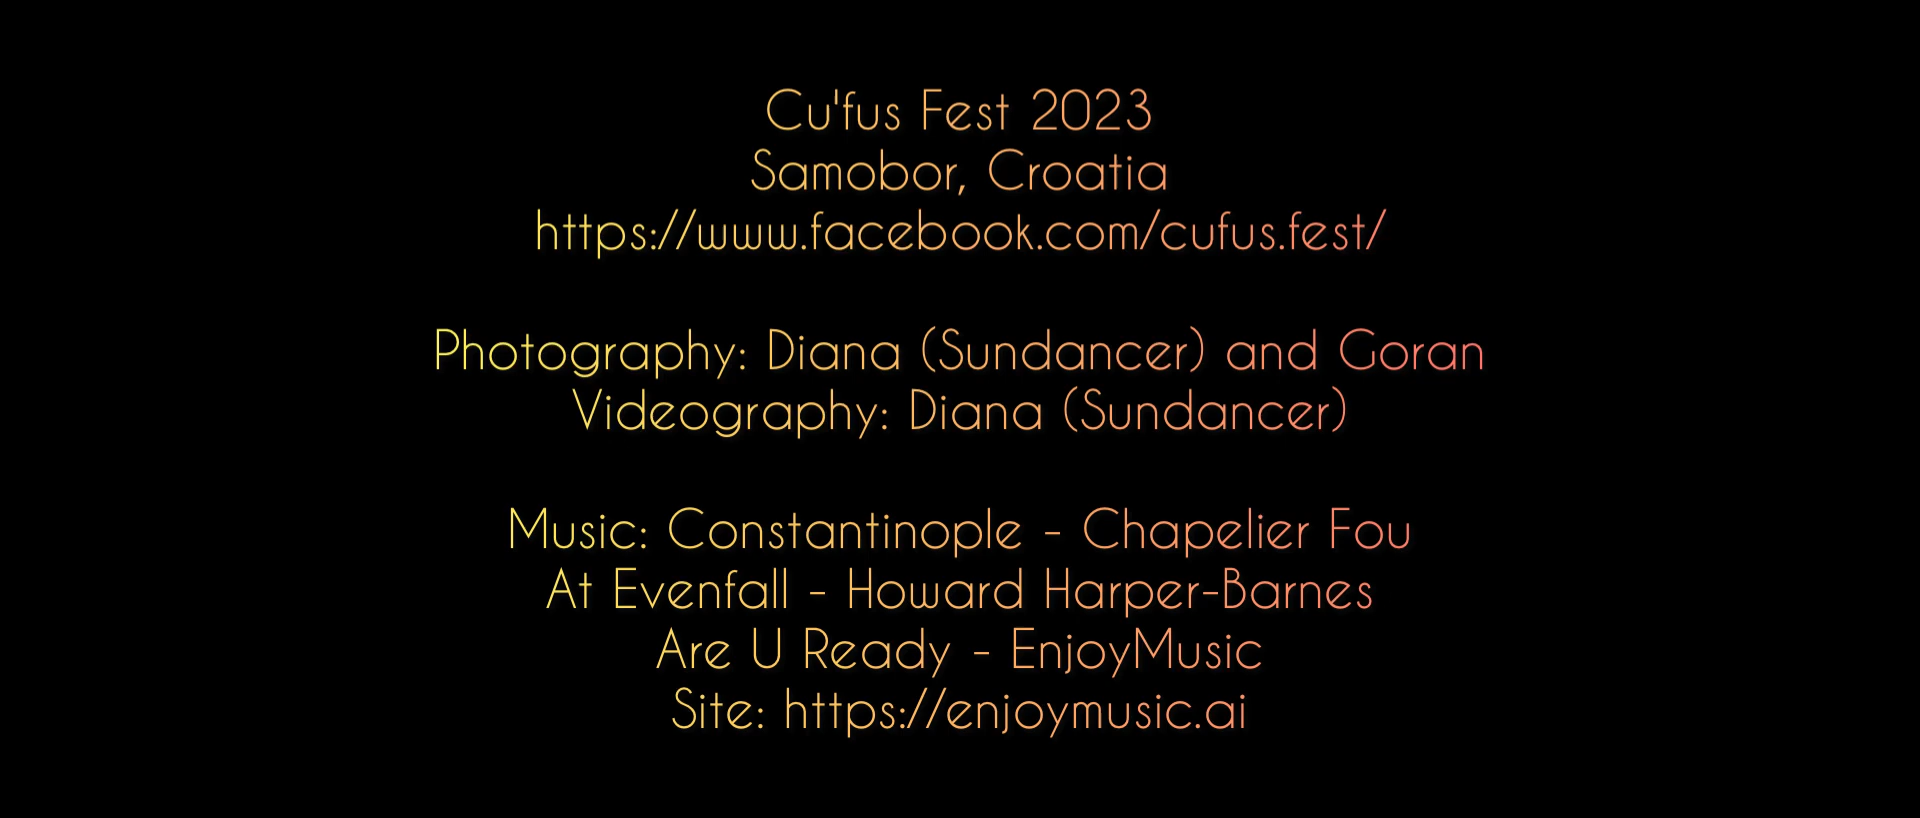 Cu'fus Fest 2023
Samobor, Croatia
https://www.facebook.com/cufus.fest/
Photography: Diana (Sundancer) and Goran
Videography: Diana (Sundancer)
Music: Constantinople - Chapelier Fou
At Evenfall - Howard Harper-Barnes
Are U Ready - EnjoyMusic
Site: https://enjoymusic.ai